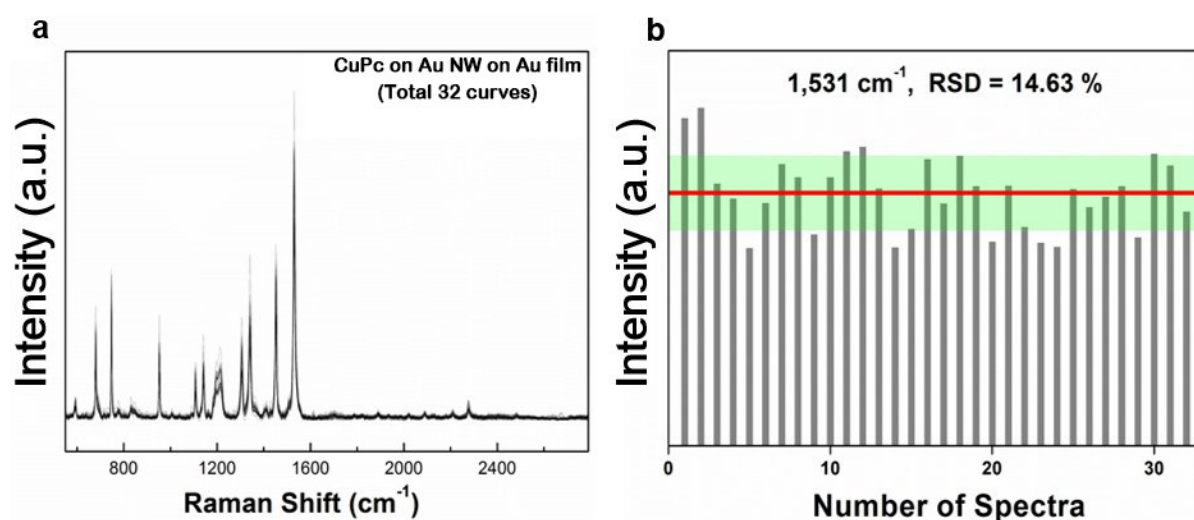 a
CuPc on Au NW on Au film
(Total 32 curves)
Intensity (a.u.)
800 1200 1600 2000 2400
Raman Shift (cm⁻¹)
b
1,531 cm⁻¹, RSD = 14.63 %
Intensity (a.u.)
0 10 20 30
Number of Spectra